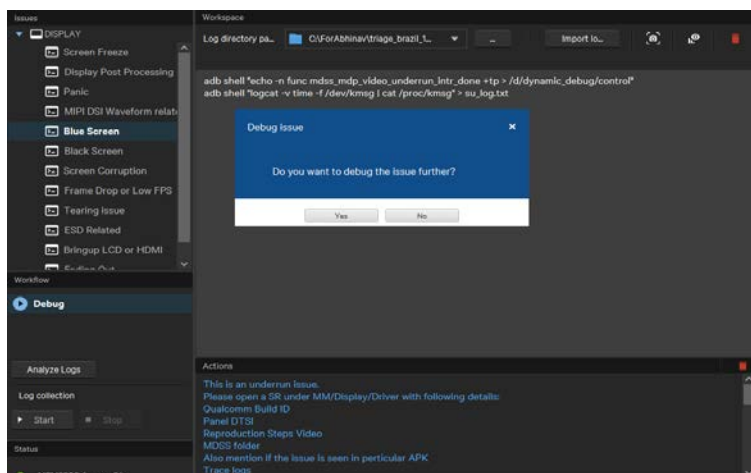 Issues
DISPLAY
Screen Freeze
Display Post Processing
Panic
MIPI DSI Waveform relat
Blue Screen
Black Screen
Screen Corruption
Frame Drop or Low FPS
Tearing Issue
ESD Related
Bringup LCD or HDMI
Fading Out
Workflow
Debug
Analyze Logs
Log collection
Start
Stop
Status
Workspace
Log directory pa...
C:\ForAbhinav\triage_brazil_1...
...
Import lo...
adb shell "echo -n func mdss_mdp_video_underrun_intr_done +tp > /d/dynamic_debug/control"
adb shell "logcat -v time -f /dev/kmsg | cat /proc/kmsg" > su_log.txt
Debug Issue
Do you want to debug the issue further?
Yes
No
Actions
This is an underrun issue.
Please open a SR under MM/Display/Driver with following details:
Qualcomm Build ID
Panel DTSI
Reproduction Steps Video
MDSS folder
Also mention if the issue is seen in perticular APK
Trace logs